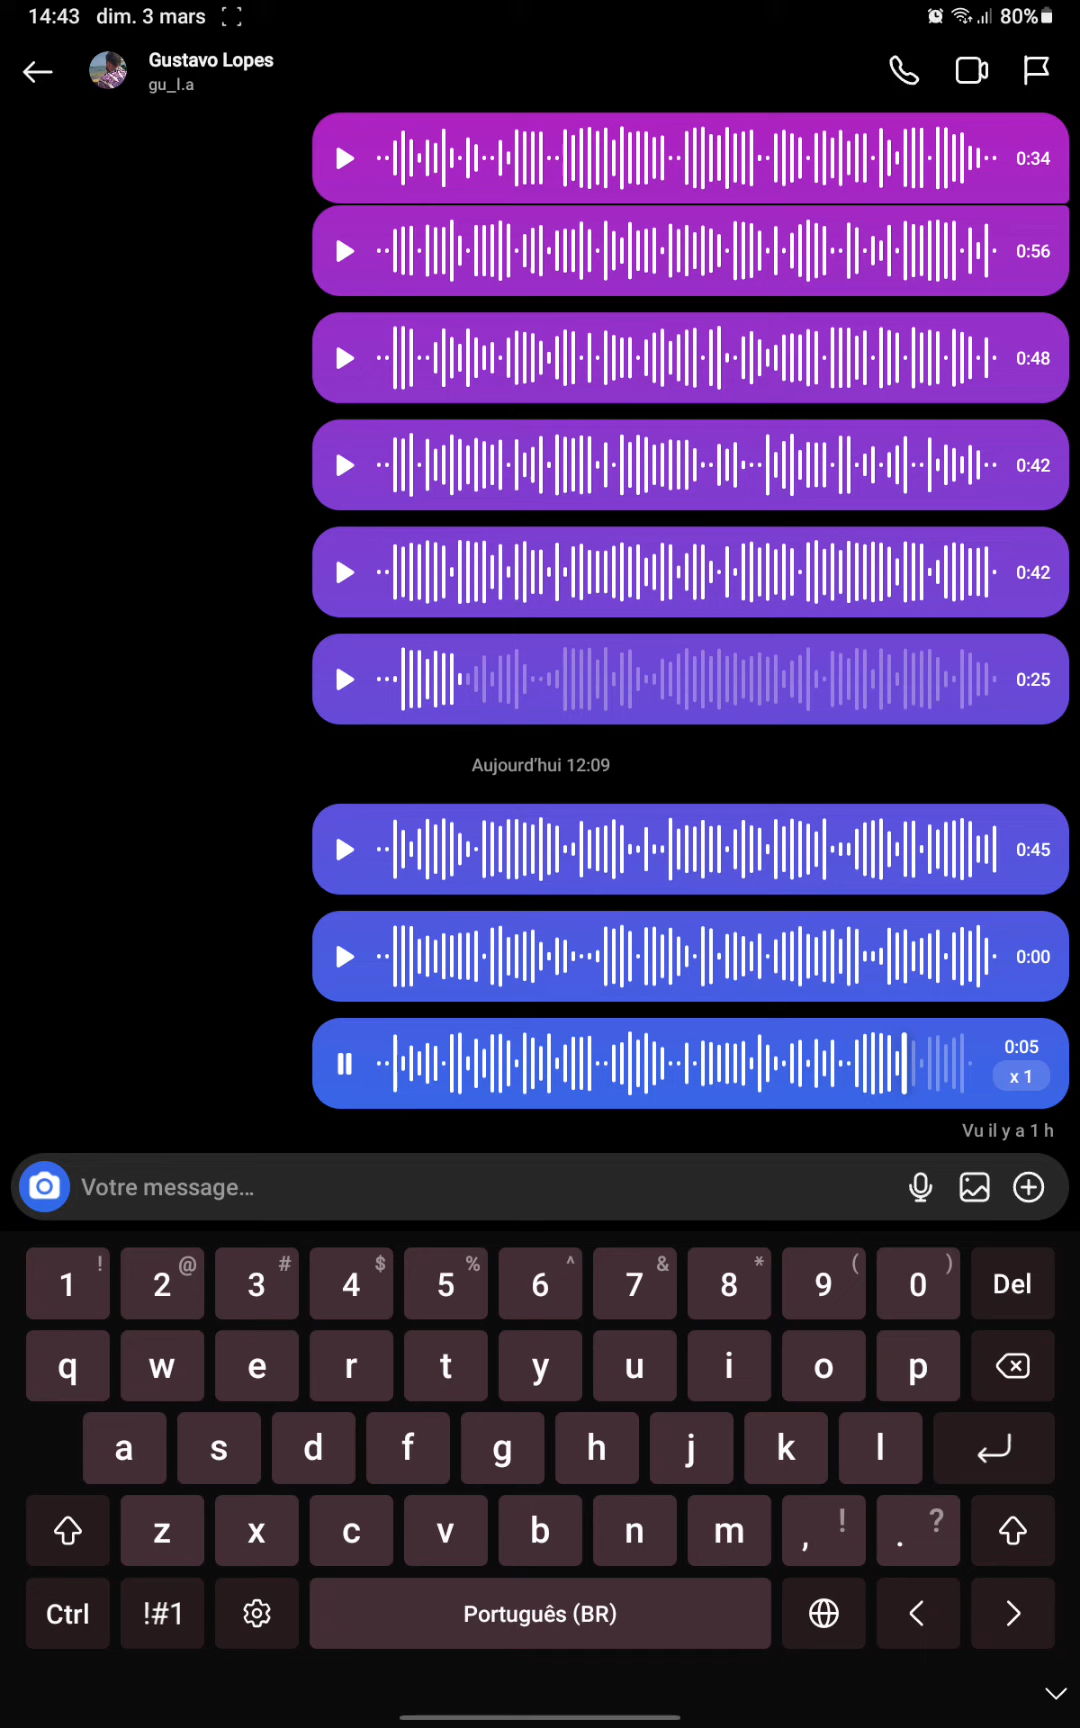 14:43 dim. 3 mars 80%
Gustavo Lopes
gu_l.a
0:34
0:56
0:48
0:42
0:42
0:25
Aujourd'hui 12:09
0:45
0:00
0:05
x 1
Vu il y a 1 h
Votre message...
1 ! 2 @ 3 # 4 $ 5 % 6 ^ 7 & 8 * 9 ( 0 ) Del
q w e r t y u i o p
a s d f g h j k l
z x c v b n m , ! . ?
Ctrl !#1 Português (BR)